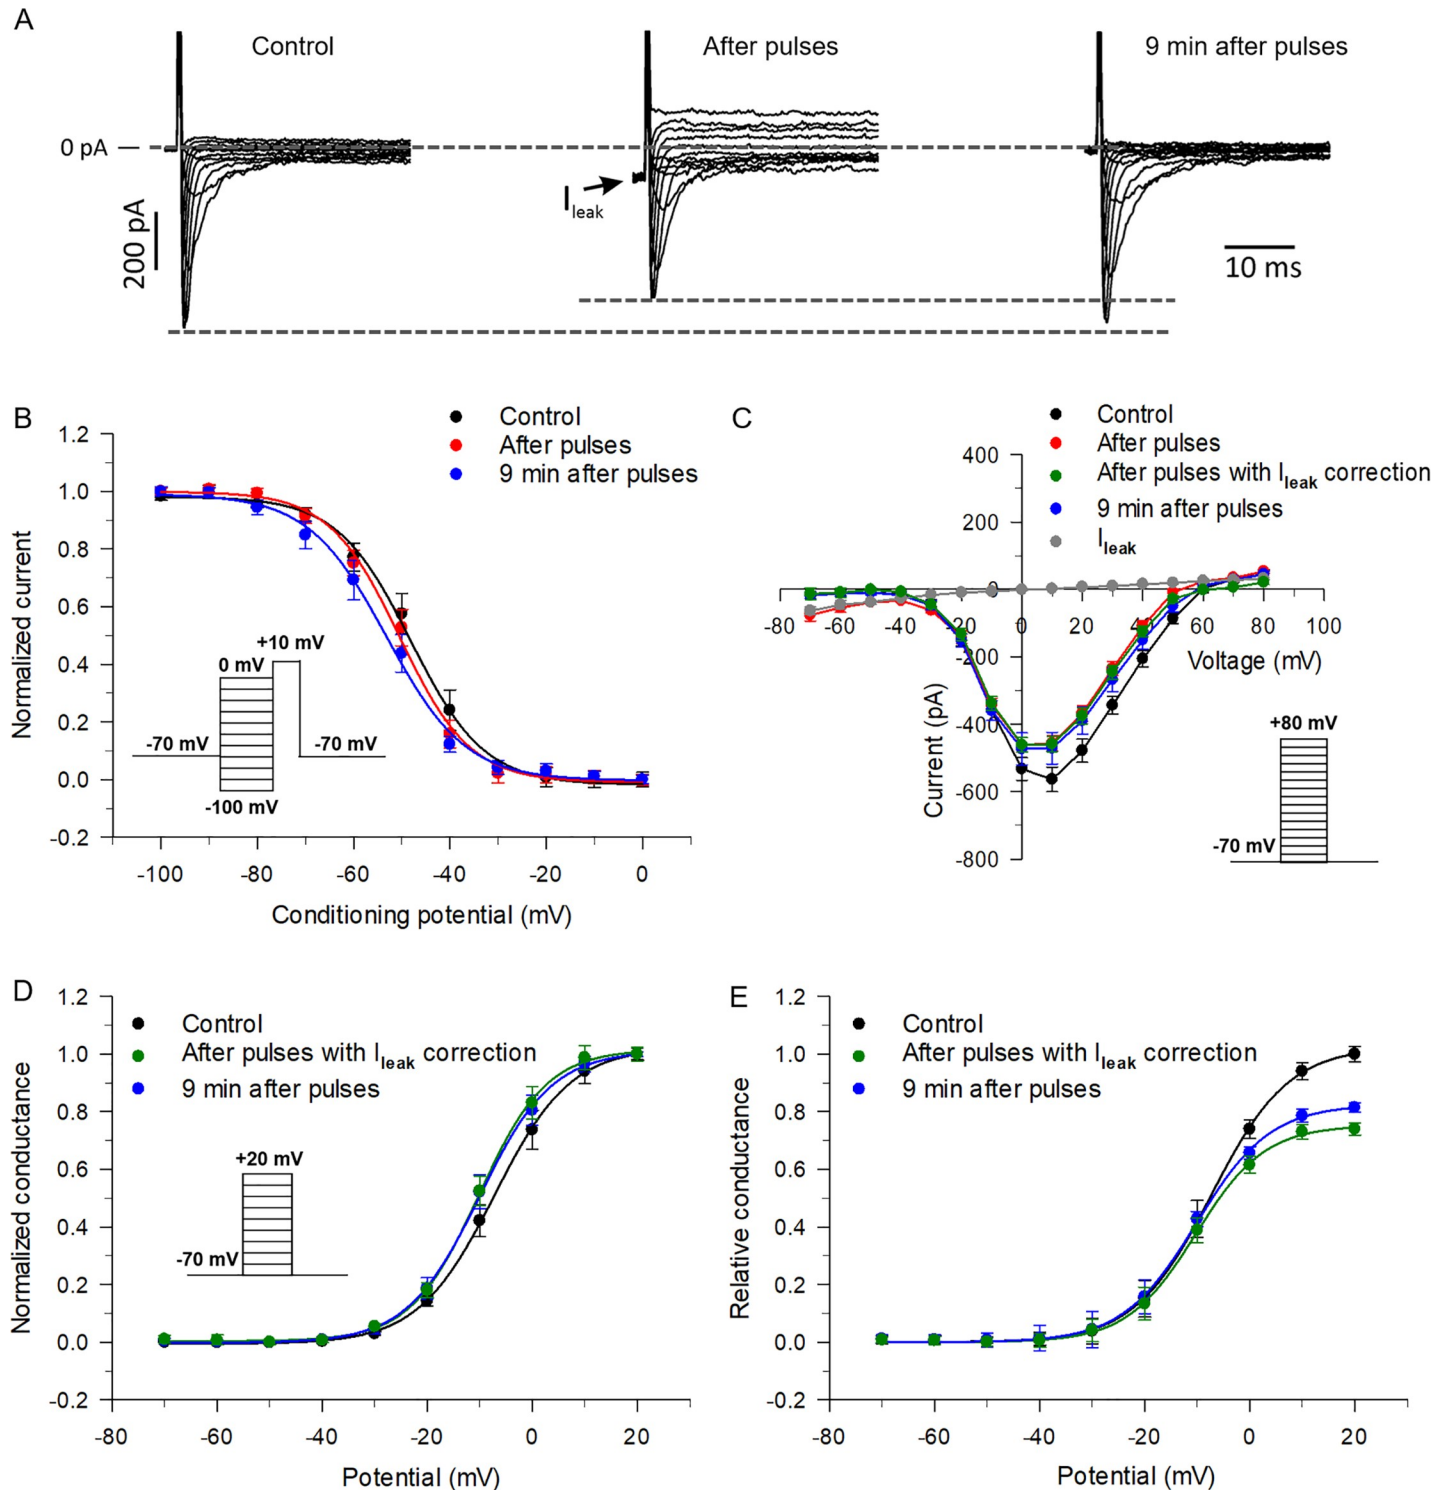 A
Control
After pulses
9 min after pulses
0 pA
I leak
200 pA
10 ms
B
Control
After pulses
9 min after pulses
1.2
1.0
0.8
0.6
0.4
0.2
0.0
-0.2
Normalized current
+10 mV
0 mV
-70 mV
-70 mV
-100 mV
-100
-80
-60
-40
-20
0
Conditioning potential (mV)
C
Control
After pulses
After pulses with Ileak correction
9 min after pulses
Ileak
400
200
0
-200
-400
-600
-800
-80
-60
-40
-20
0
20
40
60
80
100
Voltage (mV)
Current (pA)
+80 mV
-70 mV
D
Control
After pulses with Ileak correction
9 min after pulses
1.2
1.0
0.8
0.6
0.4
0.2
0.0
-0.2
Normalized conductance
+20 mV
-70 mV
-80
-60
-40
-20
0
20
Potential (mV)
E
Control
After pulses with Ileak correction
9 min after pulses
1.2
1.0
0.8
0.6
0.4
0.2
0.0
-0.2
Relative conductance
-80
-60
-40
-20
0
20
Potential (mV)